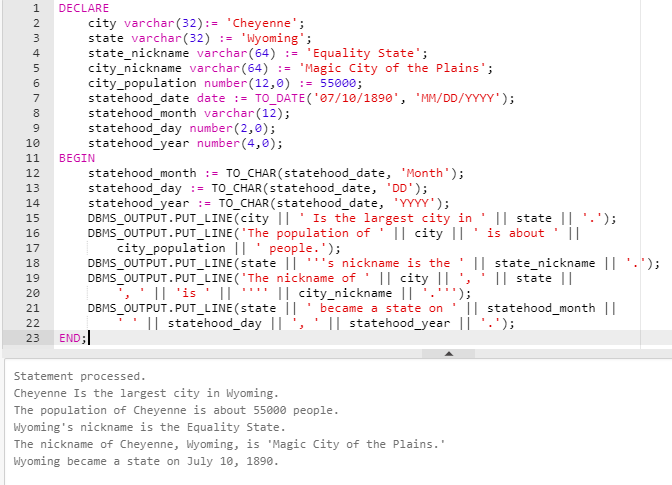 1 DECLARE
2 city varchar(32):= 'Cheyenne';
3 state varchar(32) := 'Wyoming';
4 state_nickname varchar(64) := 'Equality State';
5 city_nickname varchar(64) := 'Magic City of the Plains';
6 city_population number(12,0) := 55000;
7 statehood_date date := TO_DATE('07/10/1890', 'MM/DD/YYYY');
8 statehood_month varchar(12);
9 statehood_day number(2,0);
10 statehood_year number(4,0);
11 BEGIN
12 statehood_month := TO_CHAR(statehood_date, 'Month');
13 statehood_day := TO_CHAR(statehood_date, 'DD');
14 statehood_year := TO_CHAR(statehood_date, 'YYYY');
15 DBMS_OUTPUT.PUT_LINE(city || ' Is the largest city in ' || state || '.');
16 DBMS_OUTPUT.PUT_LINE('The population of ' || city || ' is about ' ||
17 city_population || ' people.');
18 DBMS_OUTPUT.PUT_LINE(state || '''s nickname is the ' || state_nickname || '.');
19 DBMS_OUTPUT.PUT_LINE('The nickname of ' || city || ', ' || state ||
20 ', ' || 'is ' || '''' || city_nickname || '.''');
21 DBMS_OUTPUT.PUT_LINE(state || ' became a state on ' || statehood_month ||
22 ' ' || statehood_day || ', ' || statehood_year || '.');
23 END;
Statement processed.
Cheyenne Is the largest city in Wyoming.
The population of Cheyenne is about 55000 people.
Wyoming's nickname is the Equality State.
The nickname of Cheyenne, Wyoming, is 'Magic City of the Plains.'
Wyoming became a state on July 10, 1890.